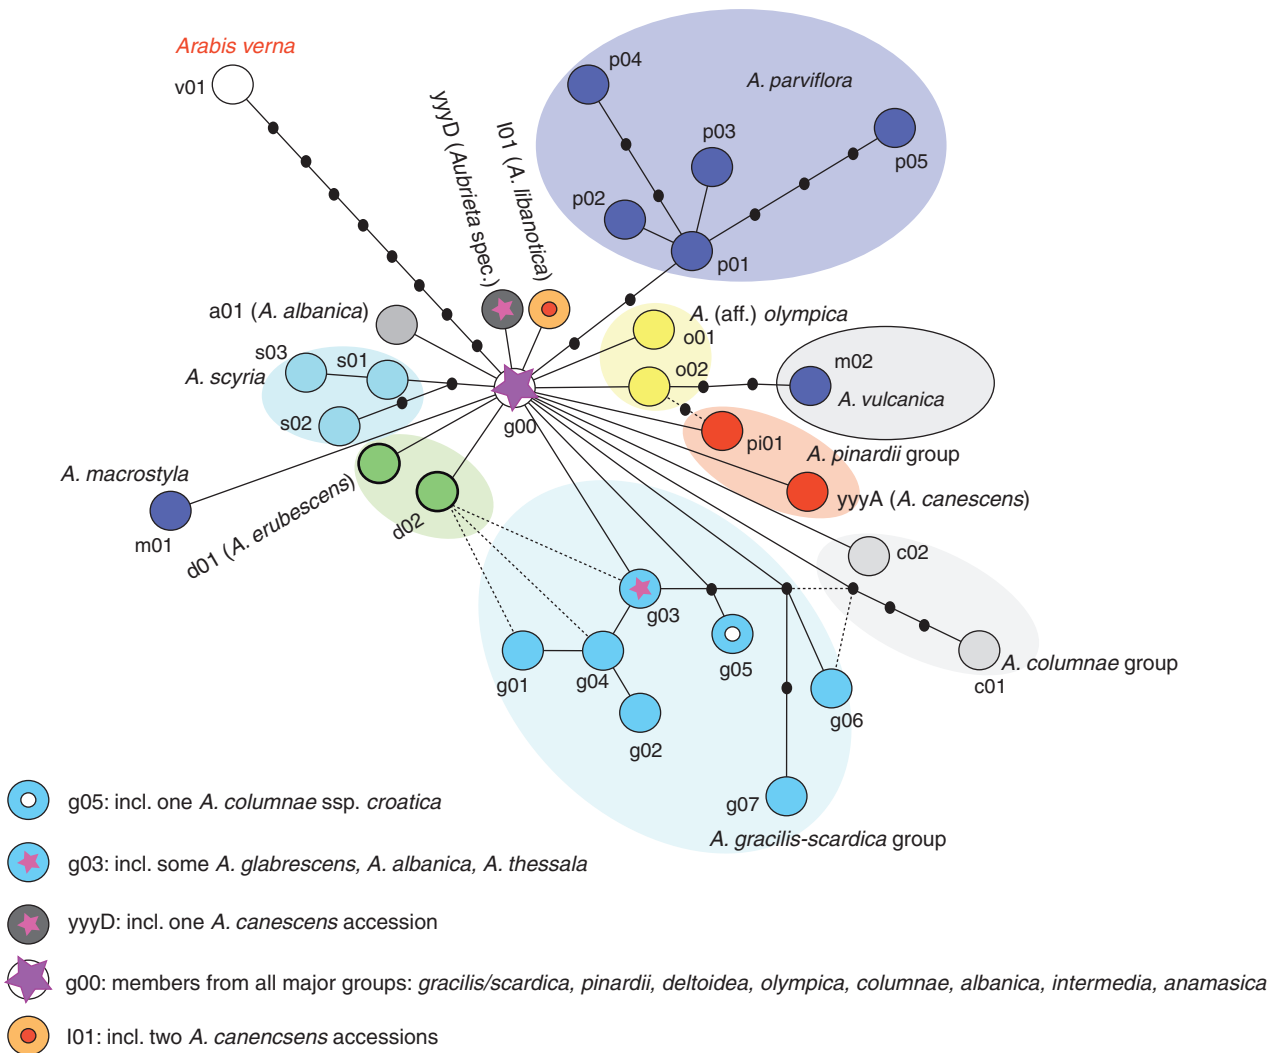 Arabis verna
v01
p04
A. parviflora
p03
p05
p02
p01
yyyD (Aubrieta spec.)
l01 (A. libanotica)
a01 (A. albanica)
A. (aff.) olympica
o01
o02
s03
s01
A. scyria
s02
m02
A. vulcanica
g00
pi01
A. pinardii group
A. macrostyla
m01
yyyA (A. canescens)
d01 (A. erubescens)
d02
c02
g03
g05
A. columnae group
c01
g01
g04
g06
g02
g07
A. gracilis-scardica group
g05: incl. one A. columnae ssp. croatica
g03: incl. some A. glabrescens, A. albanica, A. thessala
yyyD: incl. one A. canescens accession
g00: members from all major groups: gracilis/scardica, pinardii, deltoidea, olympica, columnae, albanica, intermedia, anamasica
l01: incl. two A. canencsens accessions